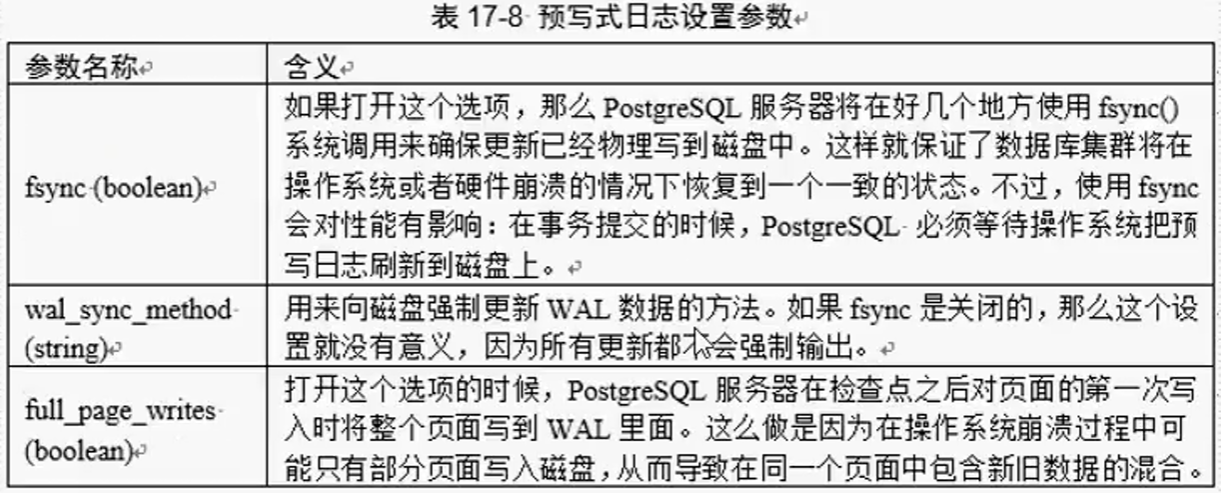 表 17-8 预写式日志设置参数
参数名称
含义
fsync (boolean)
如果打开这个选项，那么 PostgreSQL 服务器将在好几个地方使用 fsync()
系统调用来确保更新已经物理写到磁盘中。这样就保证了数据库集群将在
操作系统或者硬件崩溃的情况下恢复到一个一致的状态。不过，使用 fsync
会对性能有影响：在事务提交的时候，PostgreSQL 必须等待操作系统把预
写日志刷新到磁盘上。
wal_sync_method
(string)
用来向磁盘强制更新 WAL 数据的方法。如果 fsync 是关闭的，那么这个设
置就没有意义，因为所有更新都不会强制输出。
full_page_writes
(boolean)
打开这个选项的时候，PostgreSQL 服务器在检查点之后对页面的第一次写
入时将整个页面写到 WAL 里面。这么做是因为在操作系统崩溃过程中可
能只有部分页面写入磁盘，从而导致在同一个页面中包含新旧数据的混合。